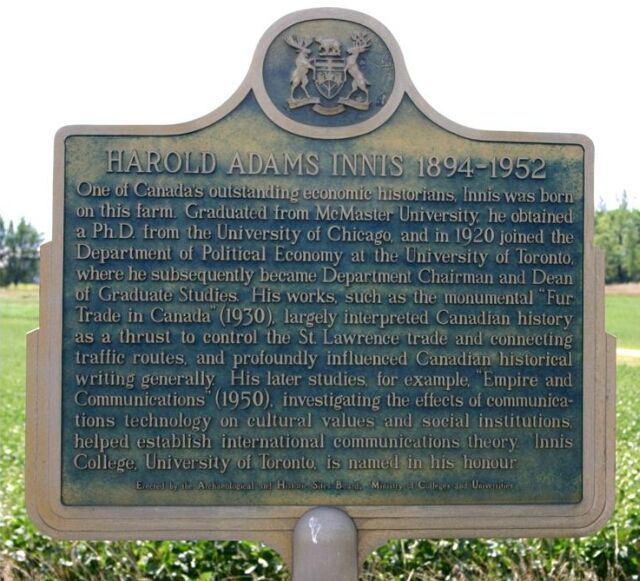 HAROLD ADAMS INNIS 1894-1952
One of Canada's outstanding economic historians, Innis was born
on this farm. Graduated from McMaster University, he obtained
a Ph.D. from the University of Chicago, and in 1920 joined the
Department of Political Economy at the University of Toronto,
where he subsequently became Department Chairman and Dean
of Graduate Studies. His works, such as the monumental "Fur
Trade in Canada" (1930), largely interpreted Canadian history
as a thrust to control the St. Lawrence trade and connecting
traffic routes, and profoundly influenced Canadian historical
writing generally. His later studies, for example, "Empire and
Communications" (1950), investigating the effects of communica-
tions technology on cultural values and social institutions,
helped establish international communications theory. Innis
College, University of Toronto, is named in his honour.
Erected by the Archaeological and Historic Sites Board, Ministry of Colleges and Universities